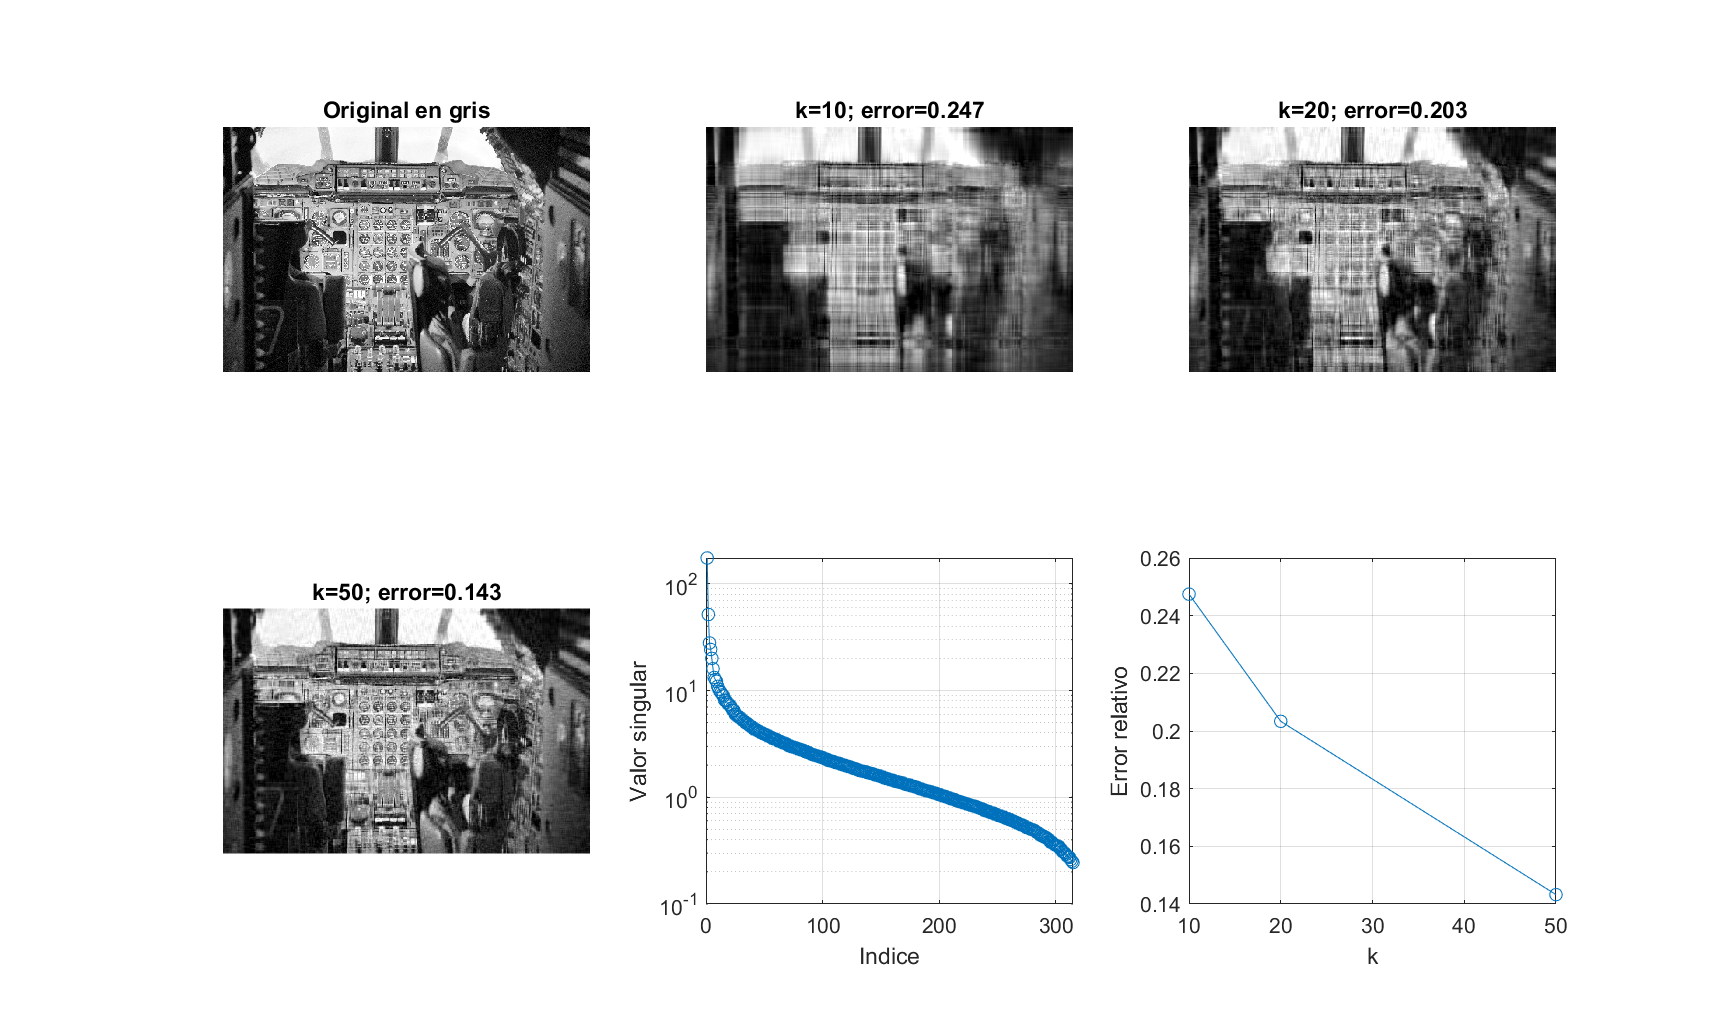 Original en gris
k=10; error=0.247
k=20; error=0.203
k=50; error=0.143
Valor singular
10^2
10^1
10^0
10^-1
0 100 200 300
Indice
Error relativo
0.26
0.24
0.22
0.2
0.18
0.16
0.14
10 20 30 40 50
k